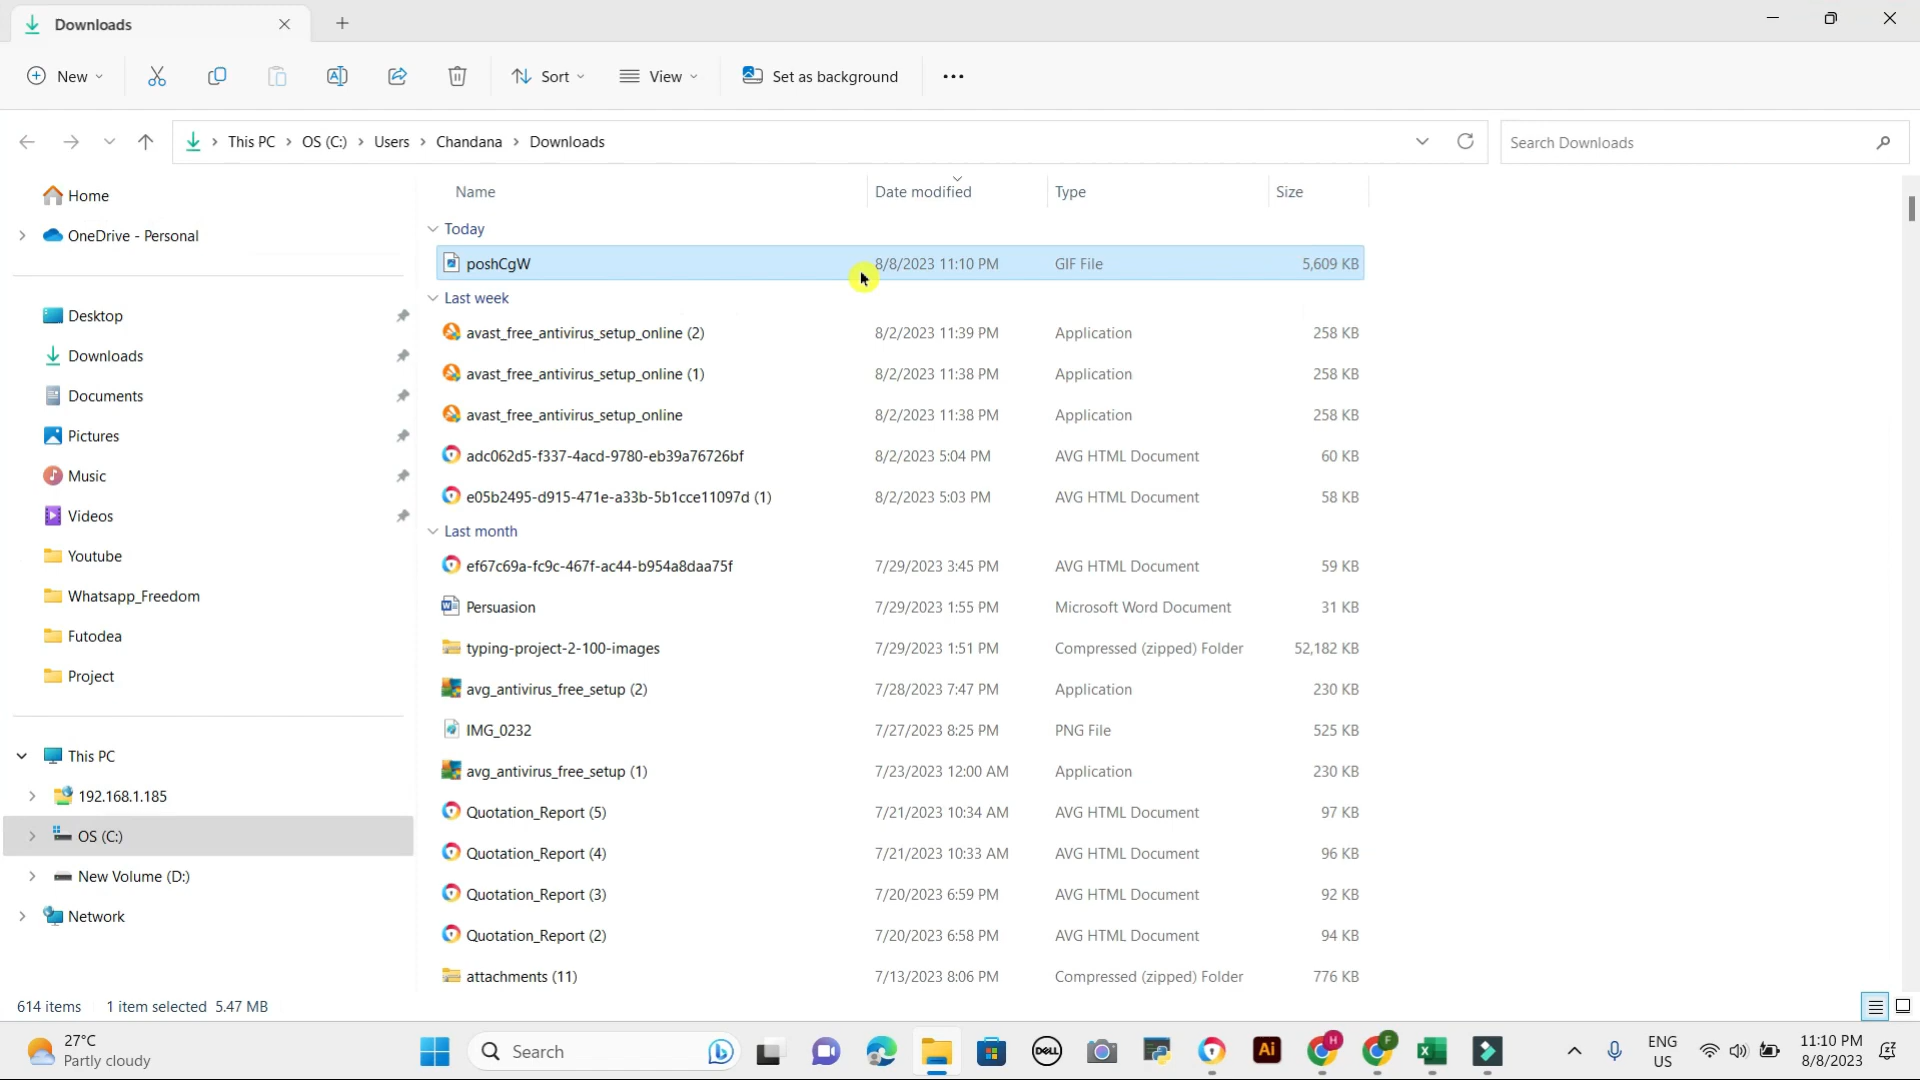 Downloads
New
Sort
View
Set as background
This PC
OS (C:)
Users
Chandana
Downloads
Search Downloads
Home
OneDrive - Personal
Desktop
Downloads
Documents
Pictures
Music
Videos
Youtube
Whatsapp_Freedom
Futodea
Project
This PC
192.168.1.185
OS (C:)
New Volume (D:)
Network
Name Date modified Type Size
Today
poshCgW 8/8/2023 11:10 PM GIF File 5,609 KB
Last week
avast_free_antivirus_setup_online (2) 8/2/2023 11:39 PM Application 258 KB
avast_free_antivirus_setup_online (1) 8/2/2023 11:38 PM Application 258 KB
avast_free_antivirus_setup_online 8/2/2023 11:38 PM Application 258 KB
adc062d5-f337-4acd-9780-eb39a76726bf 8/2/2023 5:04 PM AVG HTML Document 60 KB
e05b2495-d915-471e-a33b-5b1cce11097d (1) 8/2/2023 5:03 PM AVG HTML Document 58 KB
Last month
ef67c69a-fc9c-467f-ac44-b954a8daa75f 7/29/2023 3:45 PM AVG HTML Document 59 KB
Persuasion 7/29/2023 1:55 PM Microsoft Word Document 31 KB
typing-project-2-100-images 7/29/2023 1:51 PM Compressed (zipped) Folder 52,182 KB
avg_antivirus_free_setup (2) 7/28/2023 7:47 PM Application 230 KB
IMG_0232 7/27/2023 8:25 PM PNG File 525 KB
avg_antivirus_free_setup (1) 7/23/2023 12:00 AM Application 230 KB
Quotation_Report (5) 7/21/2023 10:34 AM AVG HTML Document 97 KB
Quotation_Report (4) 7/21/2023 10:33 AM AVG HTML Document 96 KB
Quotation_Report (3) 7/20/2023 6:59 PM AVG HTML Document 92 KB
Quotation_Report (2) 7/20/2023 6:58 PM AVG HTML Document 94 KB
attachments (11) 7/13/2023 8:06 PM Compressed (zipped) Folder 776 KB
614 items 1 item selected 5.47 MB
27°C
Partly cloudy
Search
DELL
Ai
H
F
ENG
US
11:10 PM
8/8/2023